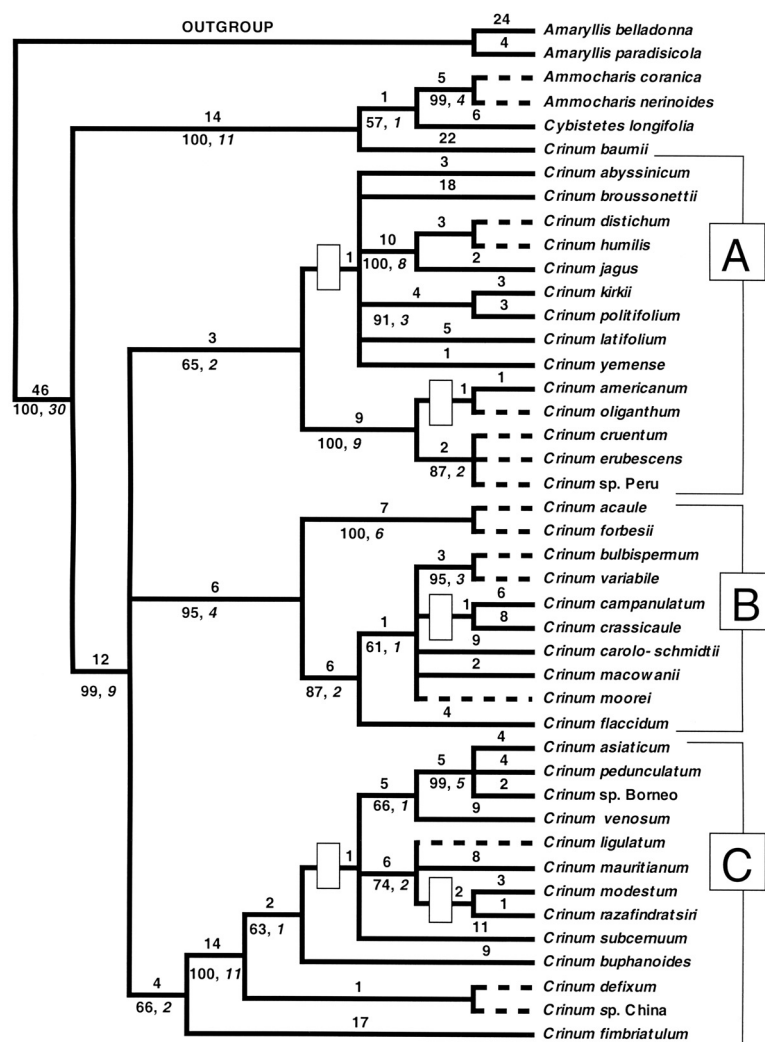 24
OUTGROUP Amaryllis belladonna
4 Amaryllis paradisicola
5 Ammocharis coranica
1 99, 4 Ammocharis nerinoides
14 57, 1 6 Cybistetes longifolia
100, 11 22 Crinum baumii
3 Crinum abyssinicum
18 Crinum broussonettii
3 Crinum distichum
1 10 Crinum humilis
100, 8 2 Crinum jagus
A
4 3 Crinum kirkii
91, 3 3 Crinum politifolium
3 5 Crinum latifolium
65, 2 1 Crinum yemense
46 1 1 Crinum americanum
100, 30 9 Crinum oliganthum
100, 9 2 Crinum cruentum
87, 2 Crinum erubescens
Crinum sp. Peru
7 Crinum acaule
100, 6 Crinum forbesii
3 Crinum bulbispermum
6 95, 3 Crinum variabile
95, 4 1 6 Crinum campanulatum
B
1 8 Crinum crassicaule
61, 1 9 Crinum carolo-schmidtii
12 6 2 Crinum macowanii
99, 9 87, 2 Crinum moorei
4 Crinum flaccidum
4 Crinum asiaticum
5 4 Crinum pedunculatum
5 99, 5 2 Crinum sp. Borneo
66, 1 9 Crinum venosum
1 6 Crinum ligulatum
C
74, 2 8 Crinum mauritianum
2 3 Crinum modestum
2 1 Crinum razafindratsiri
63, 1 11 Crinum subcernuum
14 9 Crinum buphanoides
100, 11 1 Crinum defixum
4 Crinum sp. China
66, 2 17 Crinum fimbriatulum